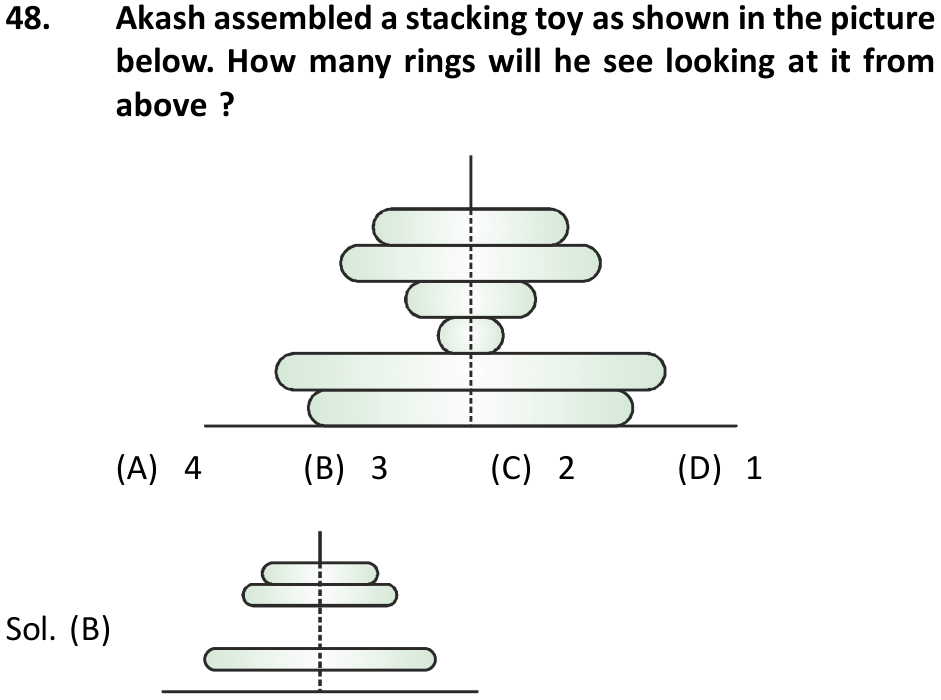 48. Akash assembled a stacking toy as shown in the picture
below. How many rings will he see looking at it from
above ?
(A) 4 (B) 3 (C) 2 (D) 1
Sol. (B)